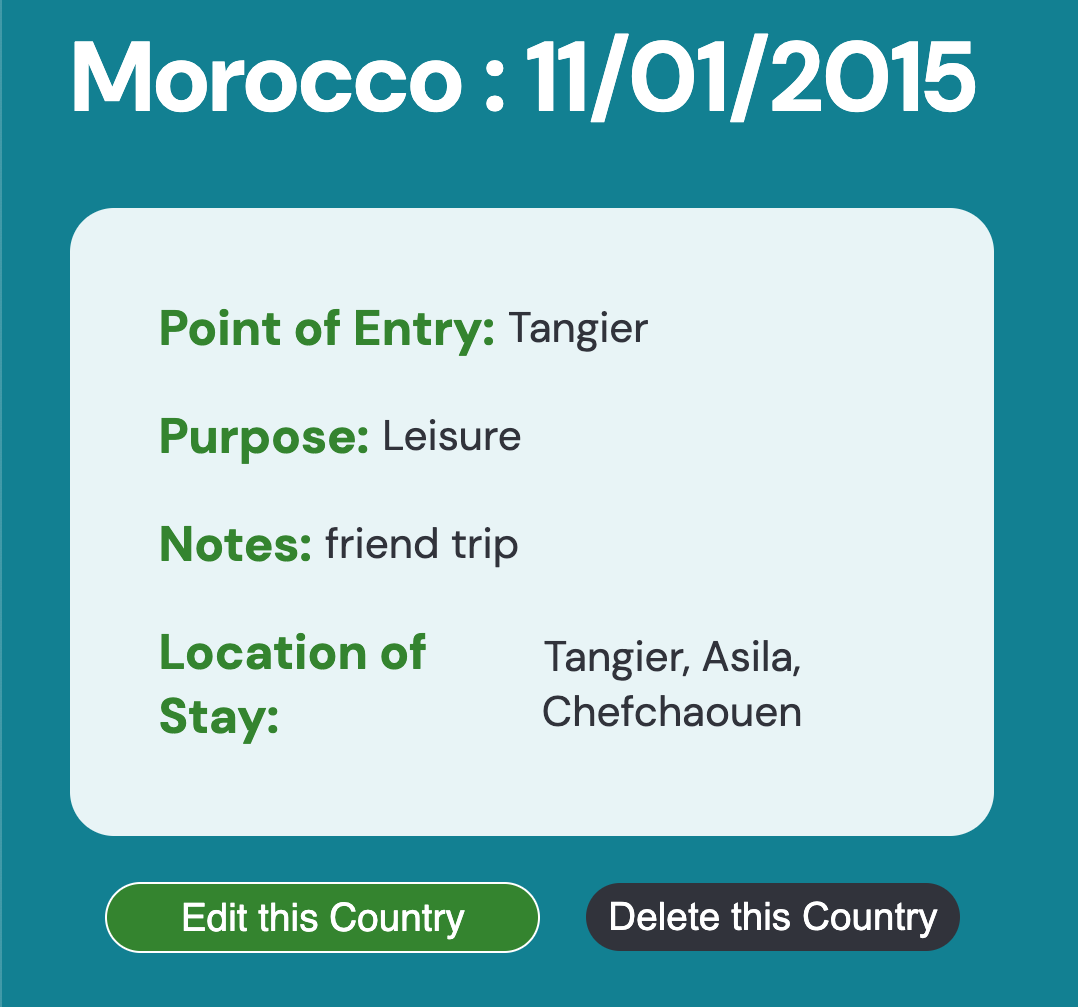 Morocco : 11/01/2015
Point of Entry: Tangier
Purpose: Leisure
Notes: friend trip
Location of Stay: Tangier, Asila, Chefchaouen
Edit this Country
Delete this Country